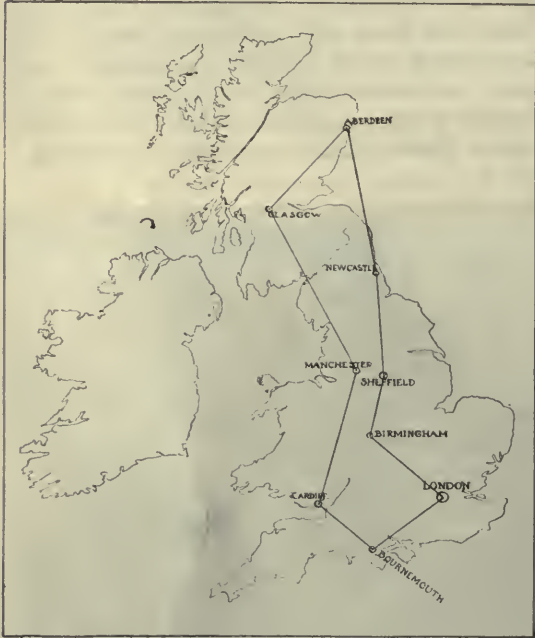 ABERDEEN
GLASGOW
NEWCASTLE
MANCHESTER
SHEFFIELD
BIRMINGHAM
LONDON
CARDIFF
BOURNEMOUTH